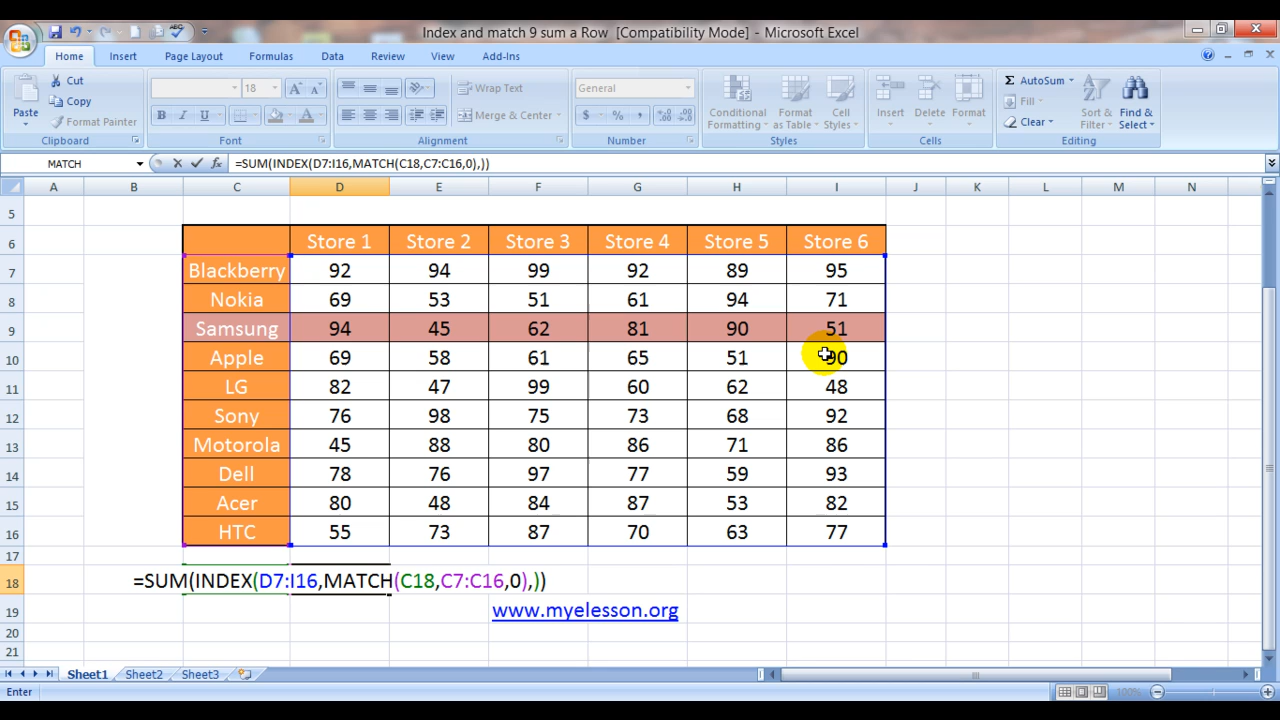 Index and match 9 sum a Row [Compatibility Mode] - Microsoft Excel
Home Insert Page Layout Formulas Data Review View Add-Ins
Paste Cut Copy Format Painter
18 A A B I U A
Wrap Text Merge & Center
General $ % ,
Conditional Formatting Format as Table Cell Styles
Insert Delete Format
Σ AutoSum Fill Clear Sort & Filter Find & Select
Clipboard Font Alignment Number Styles Cells Editing
MATCH fx =SUM(INDEX(D7:I16,MATCH(C18,C7:C16,0),))
A B C D E F G H I J K L M N
5
6 Store 1 Store 2 Store 3 Store 4 Store 5 Store 6
7 Blackberry 92 94 99 92 89 95
8 Nokia 69 53 51 61 94 71
9 Samsung 94 45 62 81 90 51
10 Apple 69 58 61 65 51 90
11 LG 82 47 99 60 62 48
12 Sony 76 98 75 73 68 92
13 Motorola 45 88 80 86 71 86
14 Dell 78 76 97 77 59 93
15 Acer 80 48 84 87 53 82
16 HTC 55 73 87 70 63 77
17
18 =SUM(INDEX(D7:I16,MATCH(C18,C7:C16,0),))
19 www.myelesson.org
20
21
Sheet1 Sheet2 Sheet3
Enter 100%